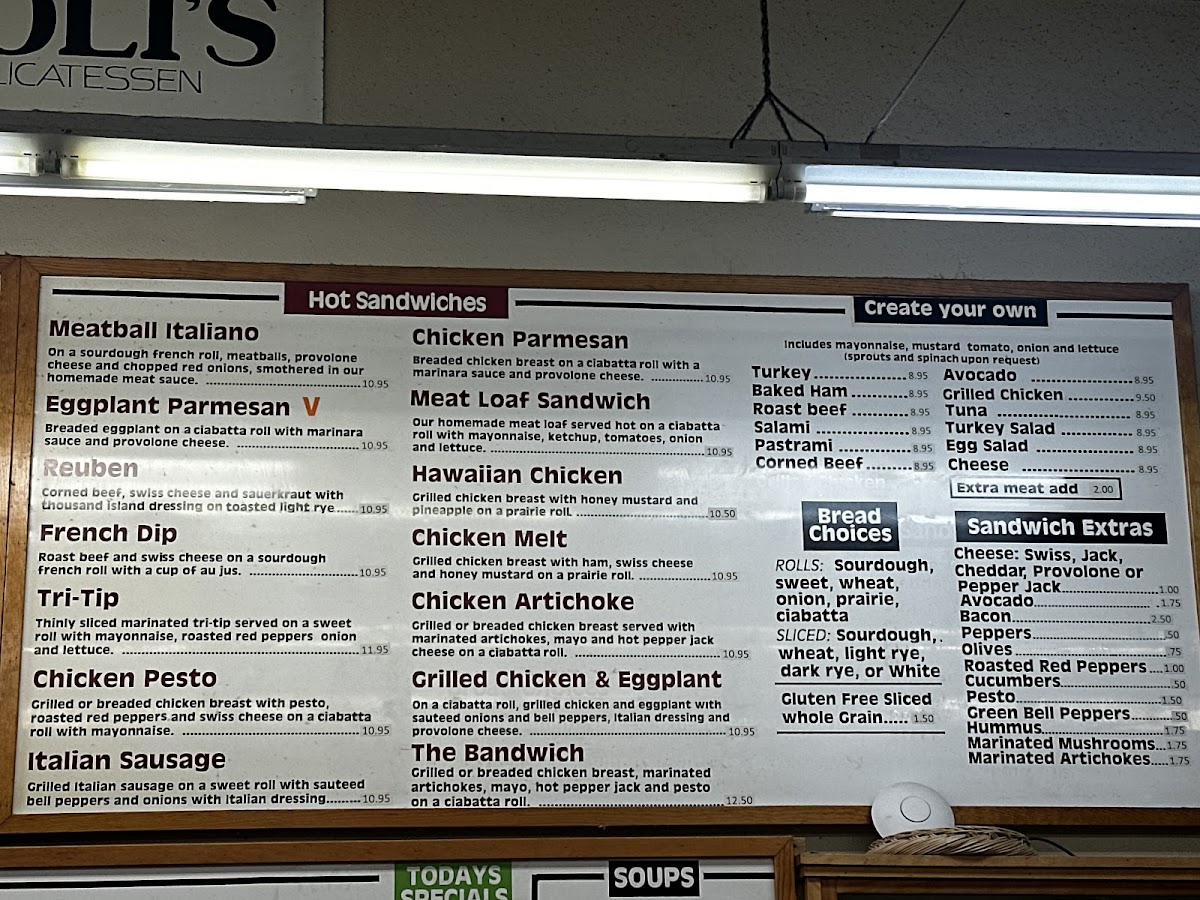 OLI'S
LICATESSEN
Hot Sandwiches
Meatball Italiano
On a sourdough french roll, meatballs, provolone
cheese and chopped red onions, smothered in our
homemade meat sauce. 10.95
Eggplant Parmesan V
Breaded eggplant on a ciabatta roll with marinara
sauce and provolone cheese. 10.95
Reuben
Corned beef, swiss cheese and sauerkraut with
thousand island dressing on toasted light rye 10.95
French Dip
Roast beef and swiss cheese on a sourdough
french roll with a cup of au jus. 10.95
Tri-Tip
Thinly sliced marinated tri-tip served on a sweet
roll with mayonnaise, roasted red peppers onion
and lettuce. 11.95
Chicken Pesto
Grilled or breaded chicken breast with pesto,
roasted red peppers and swiss cheese on a ciabatta
roll with mayonnaise. 10.95
Italian Sausage
Grilled Italian sausage on a sweet roll with sauteed
bell peppers and onions with Italian dressing......... 10.95
Chicken Parmesan
Breaded chicken breast on a ciabatta roll with a
marinara sauce and provolone cheese. 10.95
Meat Loaf Sandwich
Our homemade meat loaf served hot on a ciabatta
roll with mayonnaise, ketchup, tomatoes, onion
and lettuce. 10.95
Hawaiian Chicken
Grilled chicken breast with honey mustard and
pineapple on a prairie roll. 10.50
Chicken Melt
Grilled chicken breast with ham, swiss cheese
and honey mustard on a prairie roll. 10.95
Chicken Artichoke
Grilled or breaded chicken breast served with
marinated artichokes, mayo and hot pepper jack
cheese on a ciabatta roll. 10.95
Grilled Chicken & Eggplant
On a ciabatta roll, grilled chicken and eggplant with
sauteed onions and bell peppers, Italian dressing and
provolone cheese. 10.95
The Bandwich
Grilled or breaded chicken breast, marinated
artichokes, mayo, hot pepper jack and pesto
on a ciabatta roll. 12.50
Create your own
Includes mayonnaise, mustard tomato, onion and lettuce
(sprouts and spinach upon request)
Turkey 8.95
Baked Ham 8.95
Roast beef 8.95
Salami 8.95
Pastrami 8.95
Corned Beef 8.95
Avocado 8.95
Grilled Chicken 9.50
Tuna 8.95
Turkey Salad 8.95
Egg Salad 8.95
Cheese 8.95
Extra meat add 2.00
Bread
Choices
ROLLS: Sourdough,
sweet, wheat,
onion, prairie,
ciabatta
SLICED: Sourdough,.
wheat, light rye,
dark rye, or White
Gluten Free Sliced
whole Grain..... 1.50
Sandwich Extras
Cheese: Swiss, Jack,
Cheddar, Provolone or
Pepper Jack 1.00
Avocado 1.75
Bacon 2.50
Peppers .50
Olives .75
Roasted Red Peppers 1.00
Cucumbers .50
Pesto 1.50
Green Bell Peppers .50
Hummus 1.75
Marinated Mushrooms 1.75
Marinated Artichokes 1.75
TODAYS
SPECIALS
SOUPS